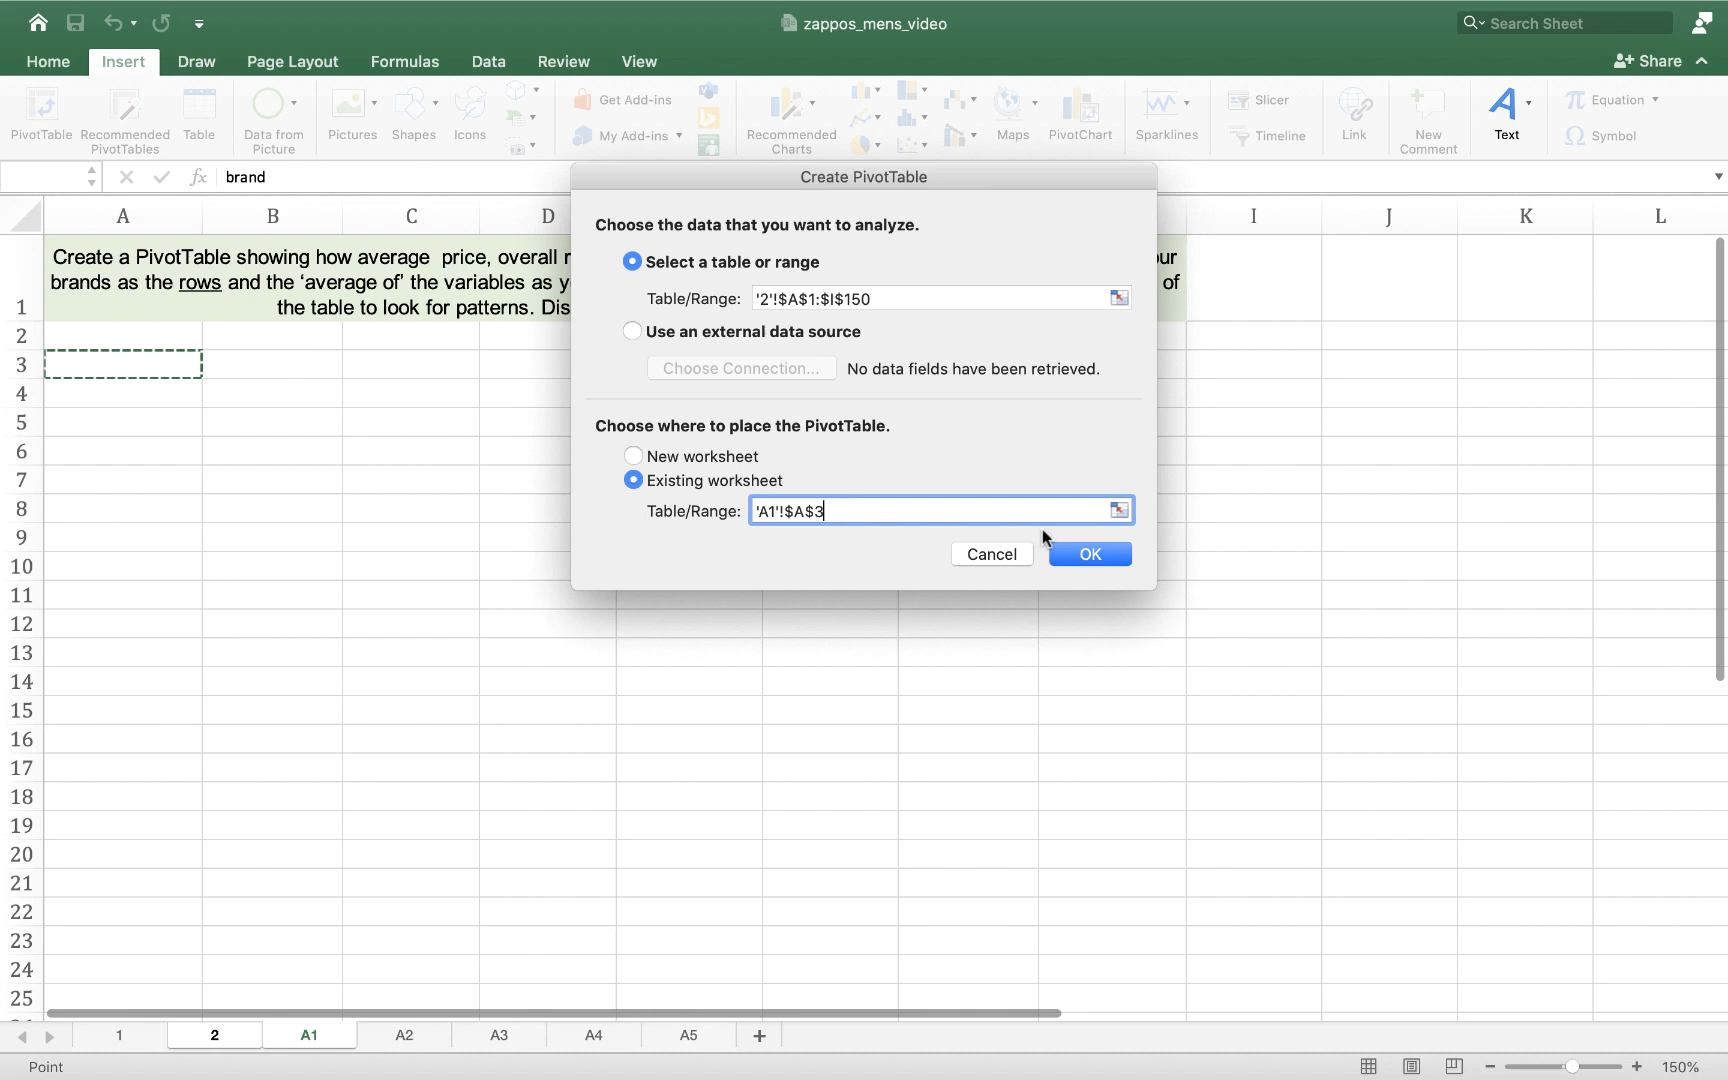 zappos_mens_video
Search Sheet
Home Insert Draw Page Layout Formulas Data Review View Share
PivotTable Recommended PivotTables Table Data from Picture Pictures Shapes Icons Get Add-ins My Add-ins Recommended Charts Maps PivotChart Sparklines Slicer Timeline Link New Comment Text Equation Symbol
fx brand
Create PivotTable
A B C D I J K L
Create a PivotTable showing how average price, overall r
brands as the rows and the 'average of' the variables as y
the table to look for patterns. Dis
ur
of
Choose the data that you want to analyze.
Select a table or range
Table/Range: '2'!$A$1:$I$150
Use an external data source
Choose Connection... No data fields have been retrieved.
Choose where to place the PivotTable.
New worksheet
Existing worksheet
Table/Range: 'A1'!$A$3
Cancel OK
1
2
3
4
5
6
7
8
9
10
11
12
13
14
15
16
17
18
19
20
21
22
23
24
25
1 2 A1 A2 A3 A4 A5 +
Point 150%